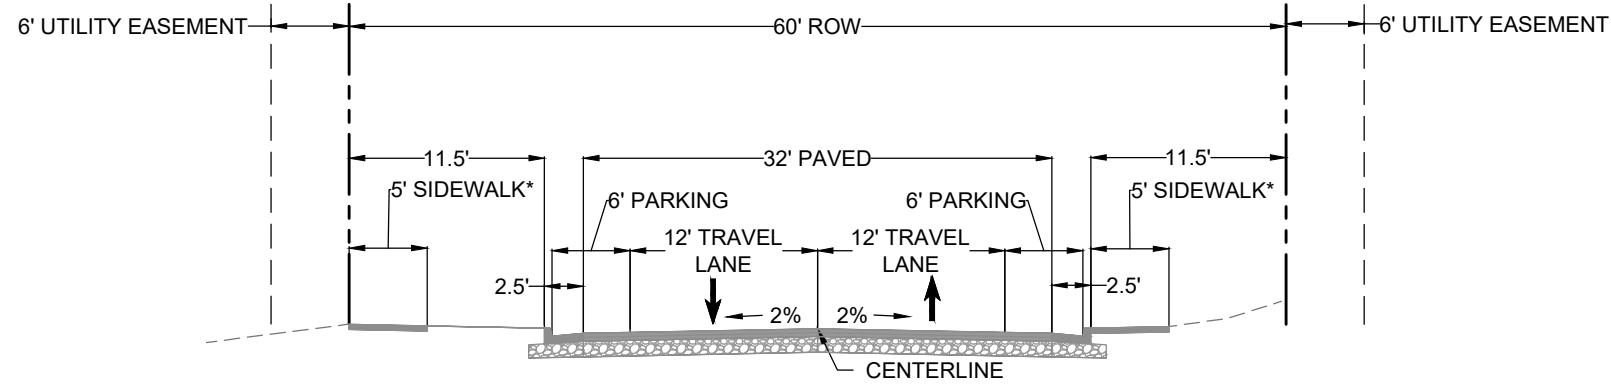 6' UTILITY EASEMENT
60' ROW
6' UTILITY EASEMENT
11.5'
32' PAVED
11.5'
5' SIDEWALK*
6' PARKING
6' PARKING
5' SIDEWALK*
12' TRAVEL
LANE
12' TRAVEL
LANE
2.5'
2.5'
2%
2%
CENTERLINE